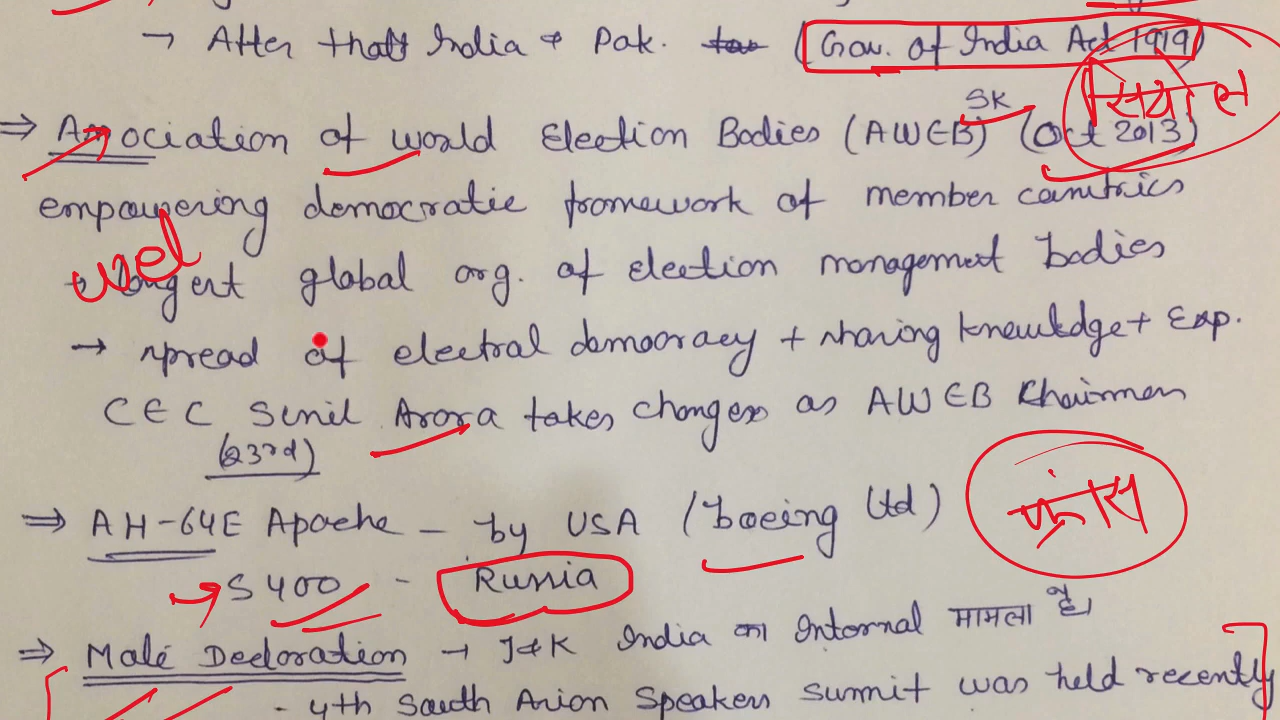 → After that India & Pak. (Gov. of India Act 1919)
सियोल
SK
⇒ Association of world Election Bodies (AWEB) (Oct 2013)
empowering democratic framework of member countries
→ largest global org. of election management bodies
→ spread of electral democracy + sharing knowledge + Exp.
CEC Sunil Arora takes charges as AWEB Chairman
(23rd)
⇒ AH-64E Apache - by USA (boeing Ltd)
→ S 400 - Russia
⇒ Malé Declaration → J&K India का Internal मामला है।
- 4th South Asian Speakers summit was held recently